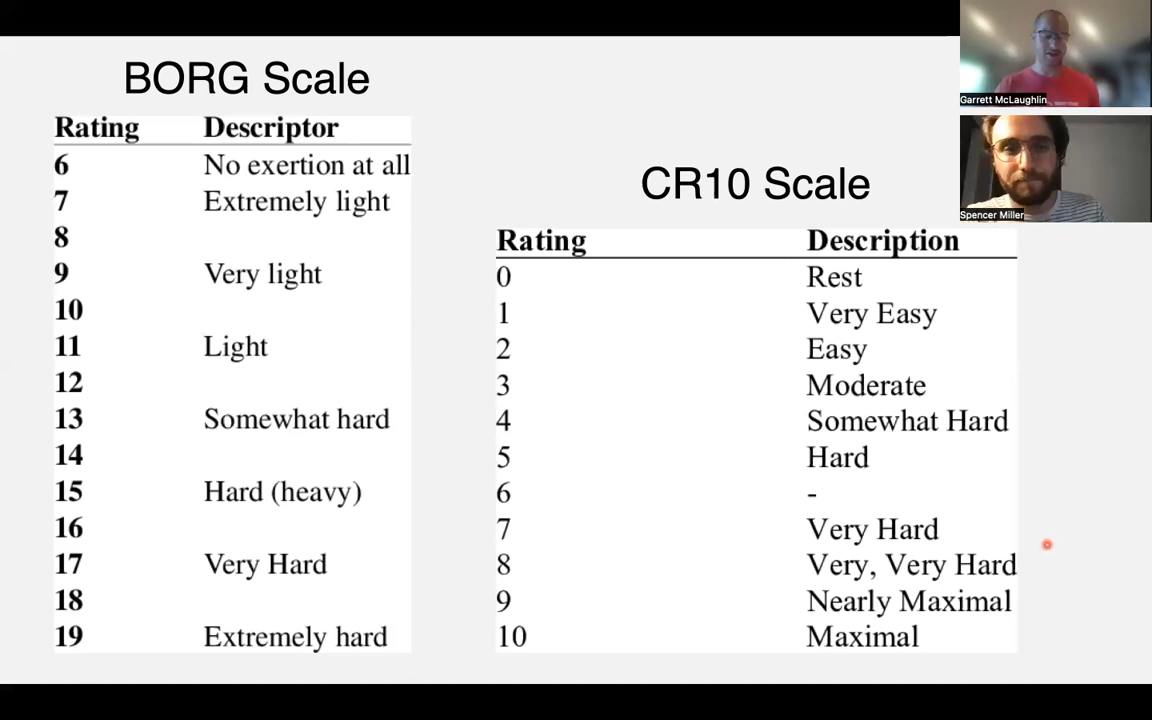 BORG Scale
Rating Descriptor
6 No exertion at all
7 Extremely light
8
9 Very light
10
11 Light
12
13 Somewhat hard
14
15 Hard (heavy)
16
17 Very Hard
18
19 Extremely hard
CR10 Scale
Rating Description
0 Rest
1 Very Easy
2 Easy
3 Moderate
4 Somewhat Hard
5 Hard
6 -
7 Very Hard
8 Very, Very Hard
9 Nearly Maximal
10 Maximal
Garrett McLaughlin
Spencer Miller